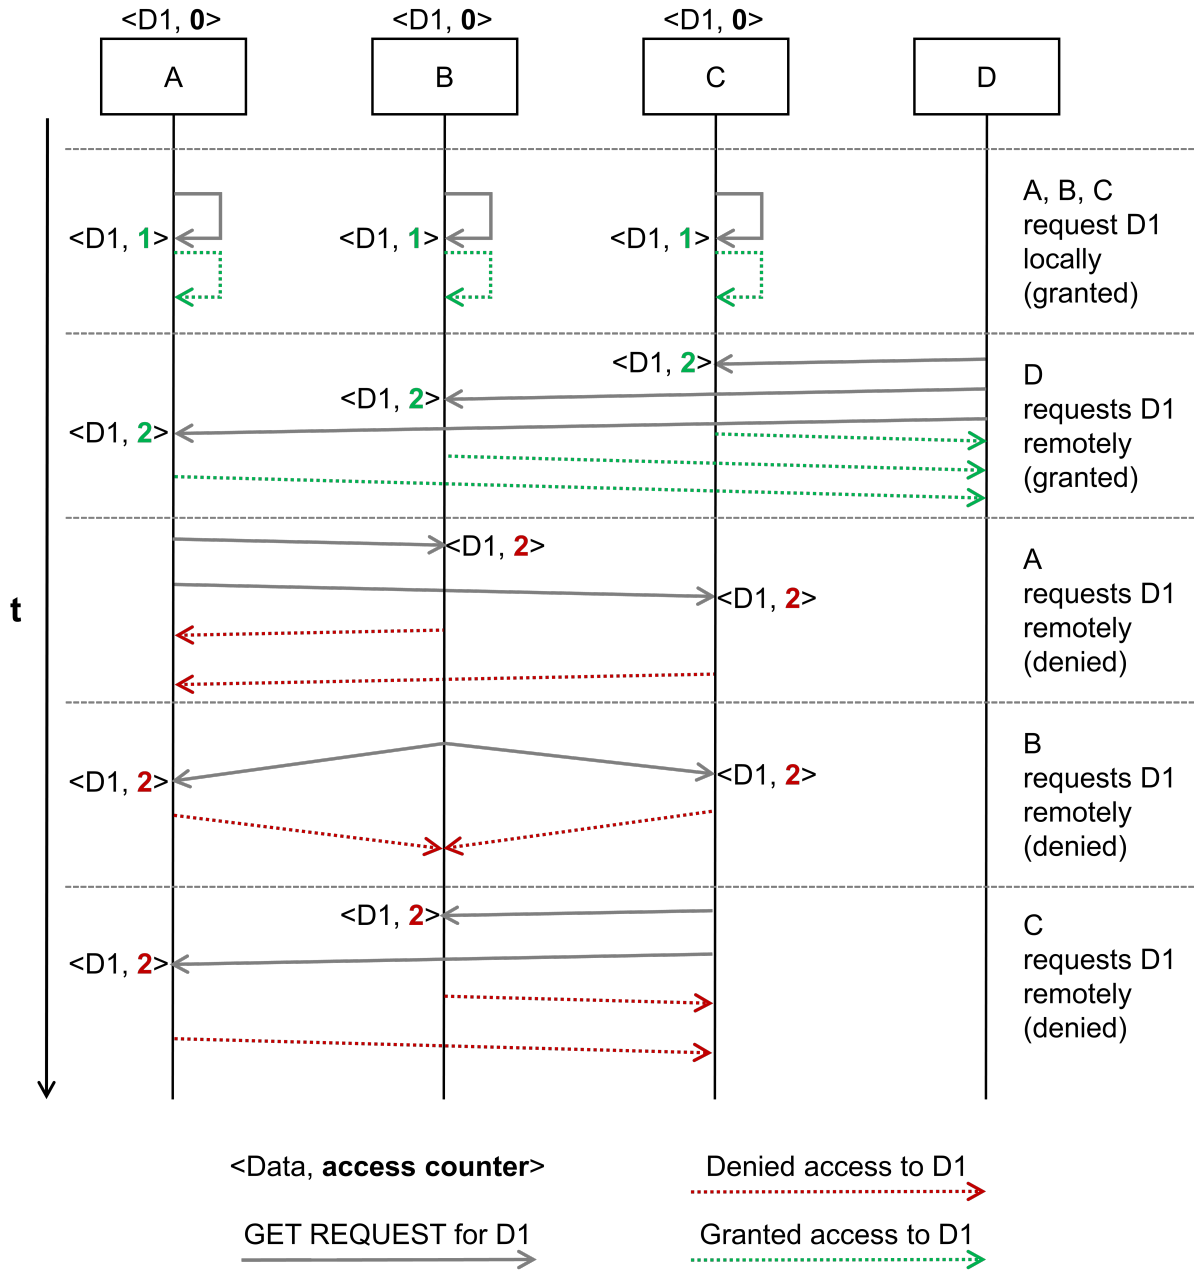 <D1, 0>
<D1, 0>
<D1, 0>
A
B
C
D
A, B, C
request D1
locally
(granted)
<D1, 1>
<D1, 1>
<D1, 1>
<D1, 2>
<D1, 2>
<D1, 2>
D
requests D1
remotely
(granted)
<D1, 2>
<D1, 2>
A
requests D1
remotely
(denied)
t
<D1, 2>
<D1, 2>
B
requests D1
remotely
(denied)
<D1, 2>
<D1, 2>
C
requests D1
remotely
(denied)
<Data, access counter>
Denied access to D1
GET REQUEST for D1
Granted access to D1